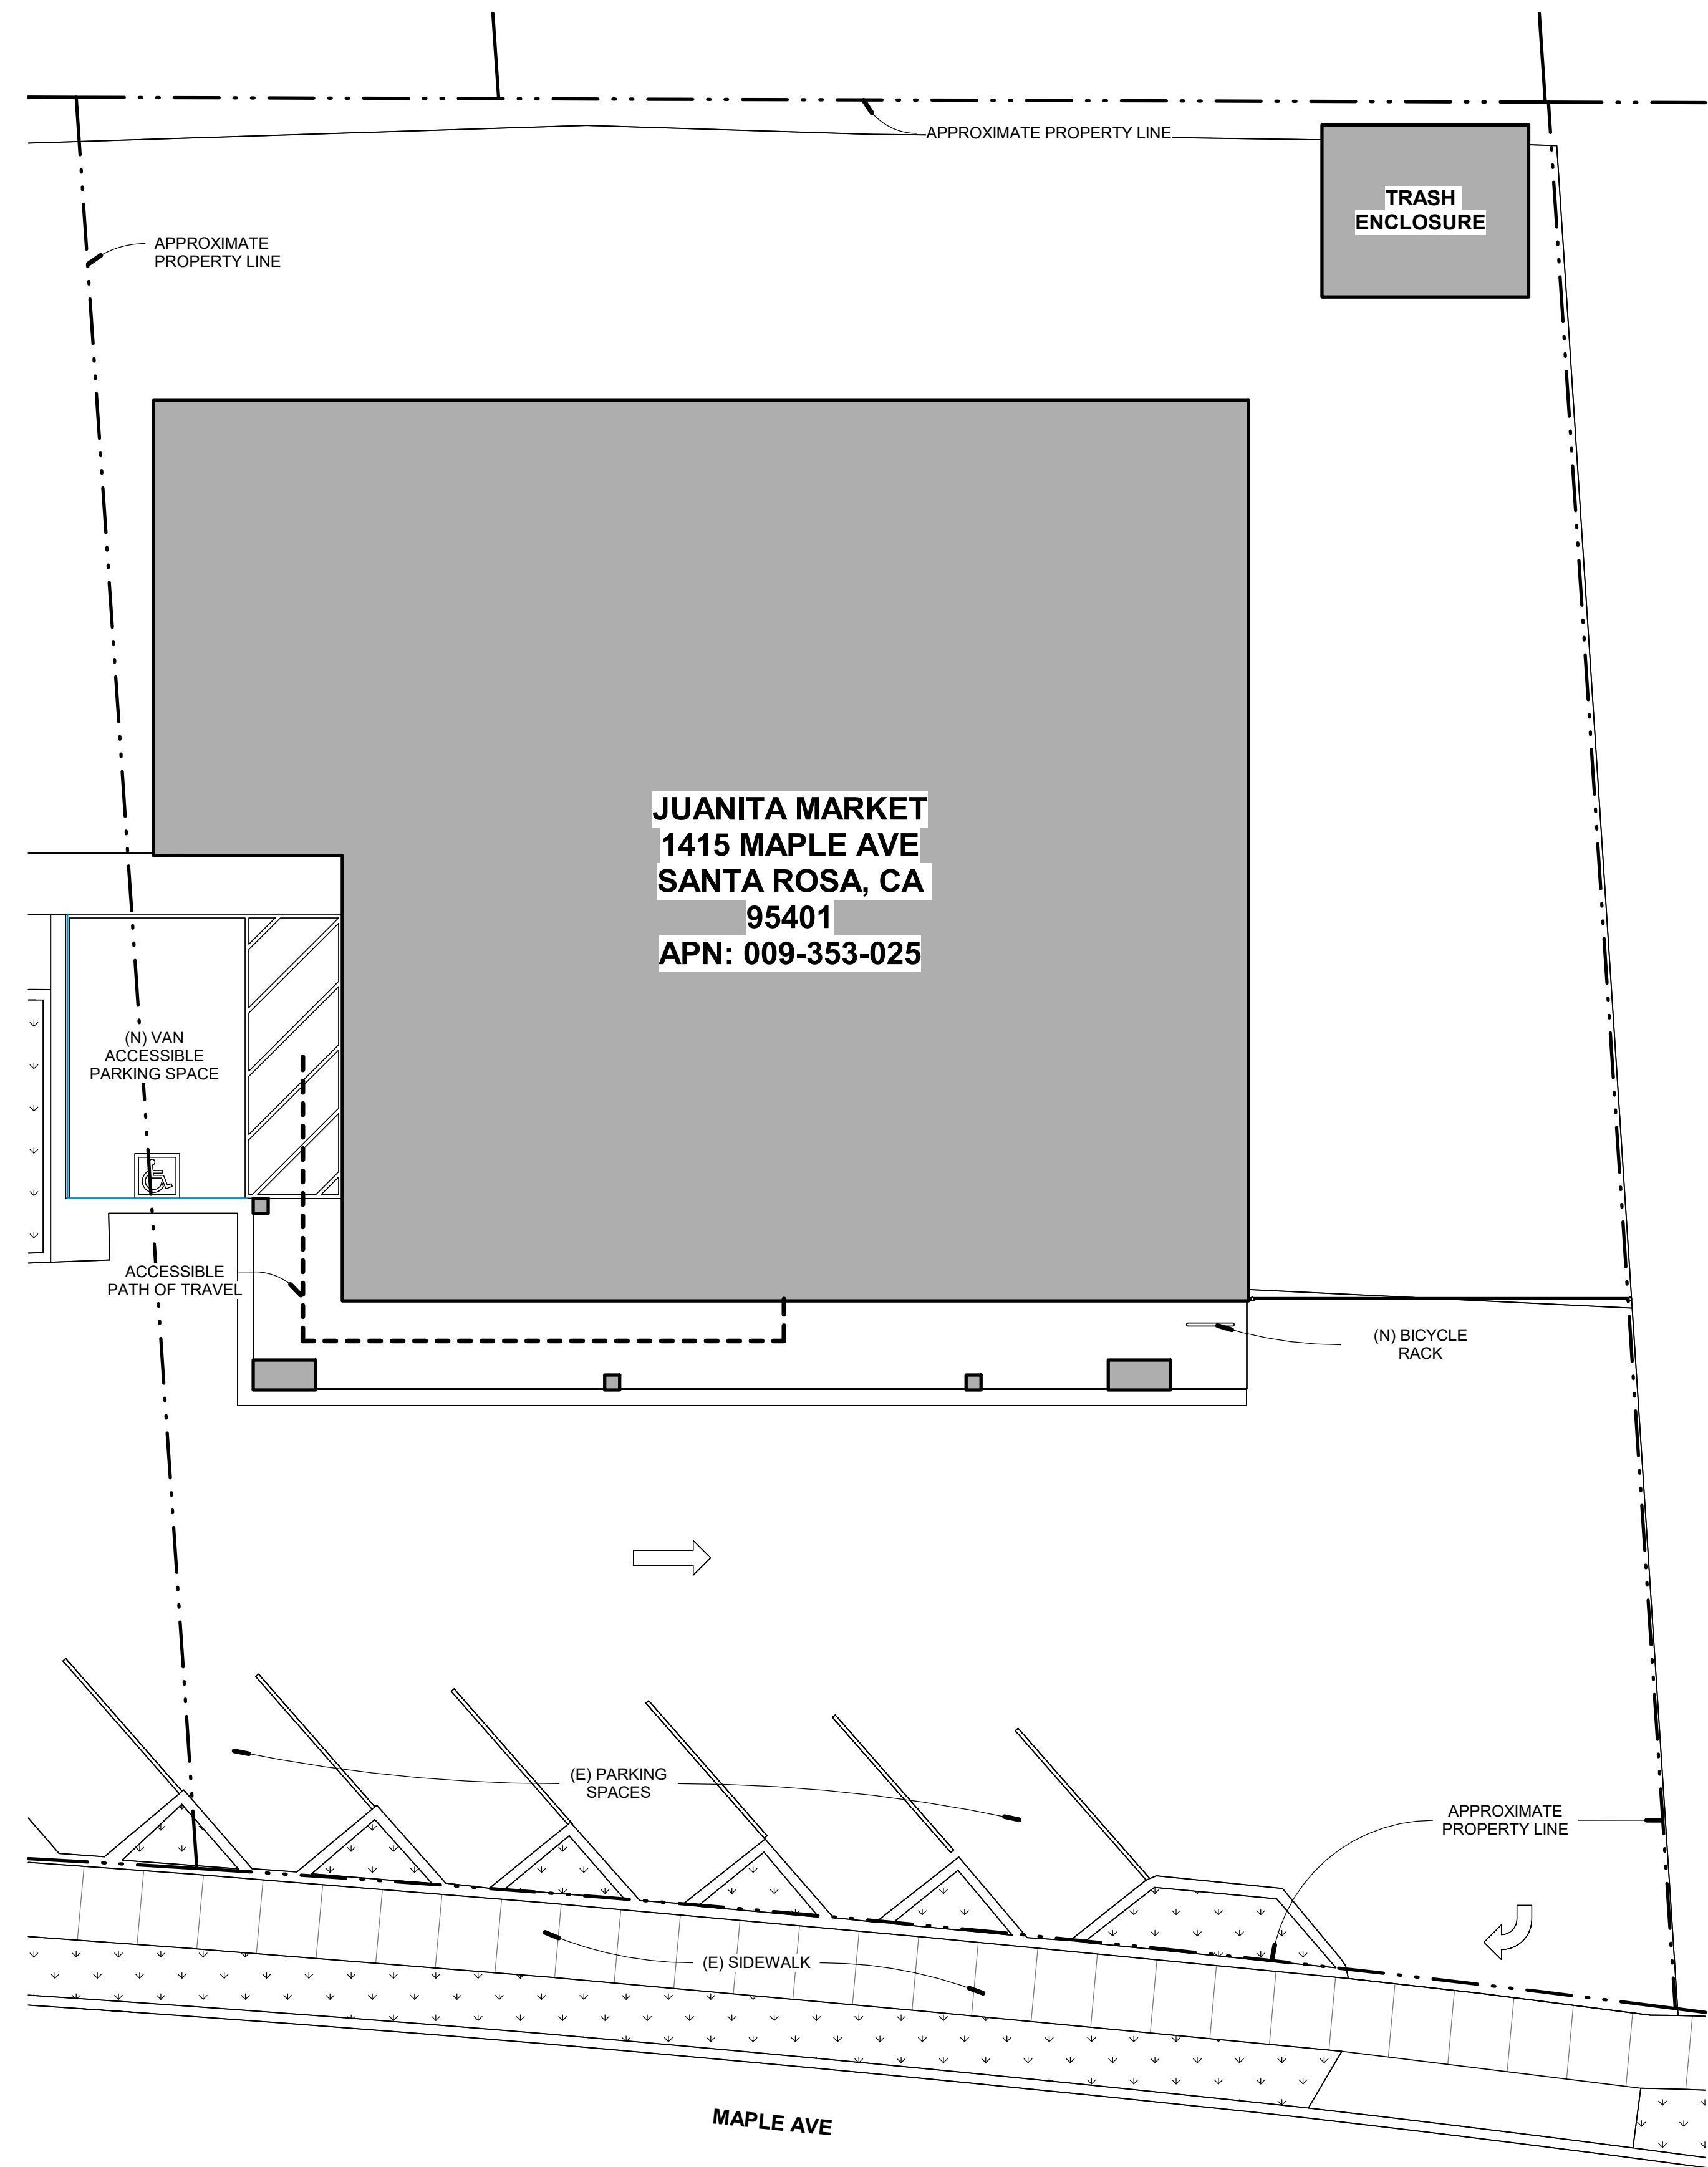 APPROXIMATE PROPERTY LINE
TRASH
ENCLOSURE
APPROXIMATE
PROPERTY LINE
JUANITA MARKET
1415 MAPLE AVE
SANTA ROSA, CA
95401
APN: 009-353-025
(N) VAN
ACCESSIBLE
PARKING SPACE
ACCESSIBLE
PATH OF TRAVEL
(N) BICYCLE
RACK
(E) PARKING
SPACES
APPROXIMATE
PROPERTY LINE
(E) SIDEWALK
MAPLE AVE